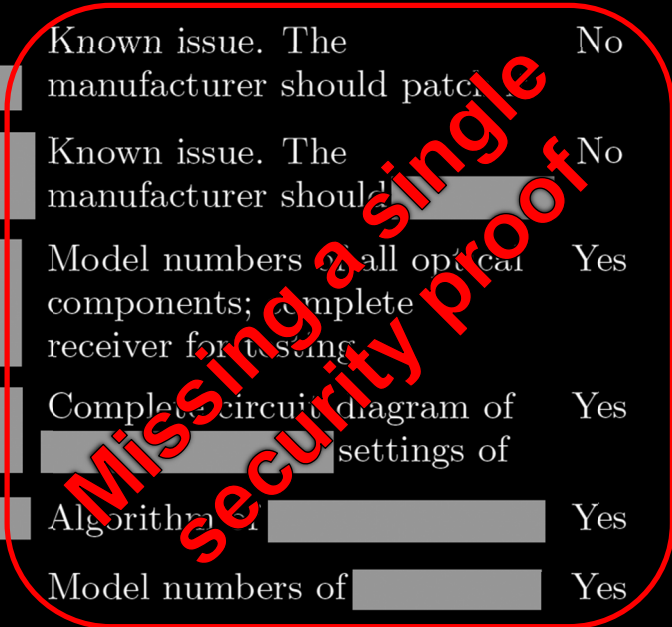 Known issue. The No
manufacturer should patch
Known issue. The No
manufacturer should
Model numbers of all optical Yes
components; complete
receiver for testing
Complete circuit diagram of Yes
settings of
Algorithm of Yes
Model numbers of Yes
Missing a single
security proof